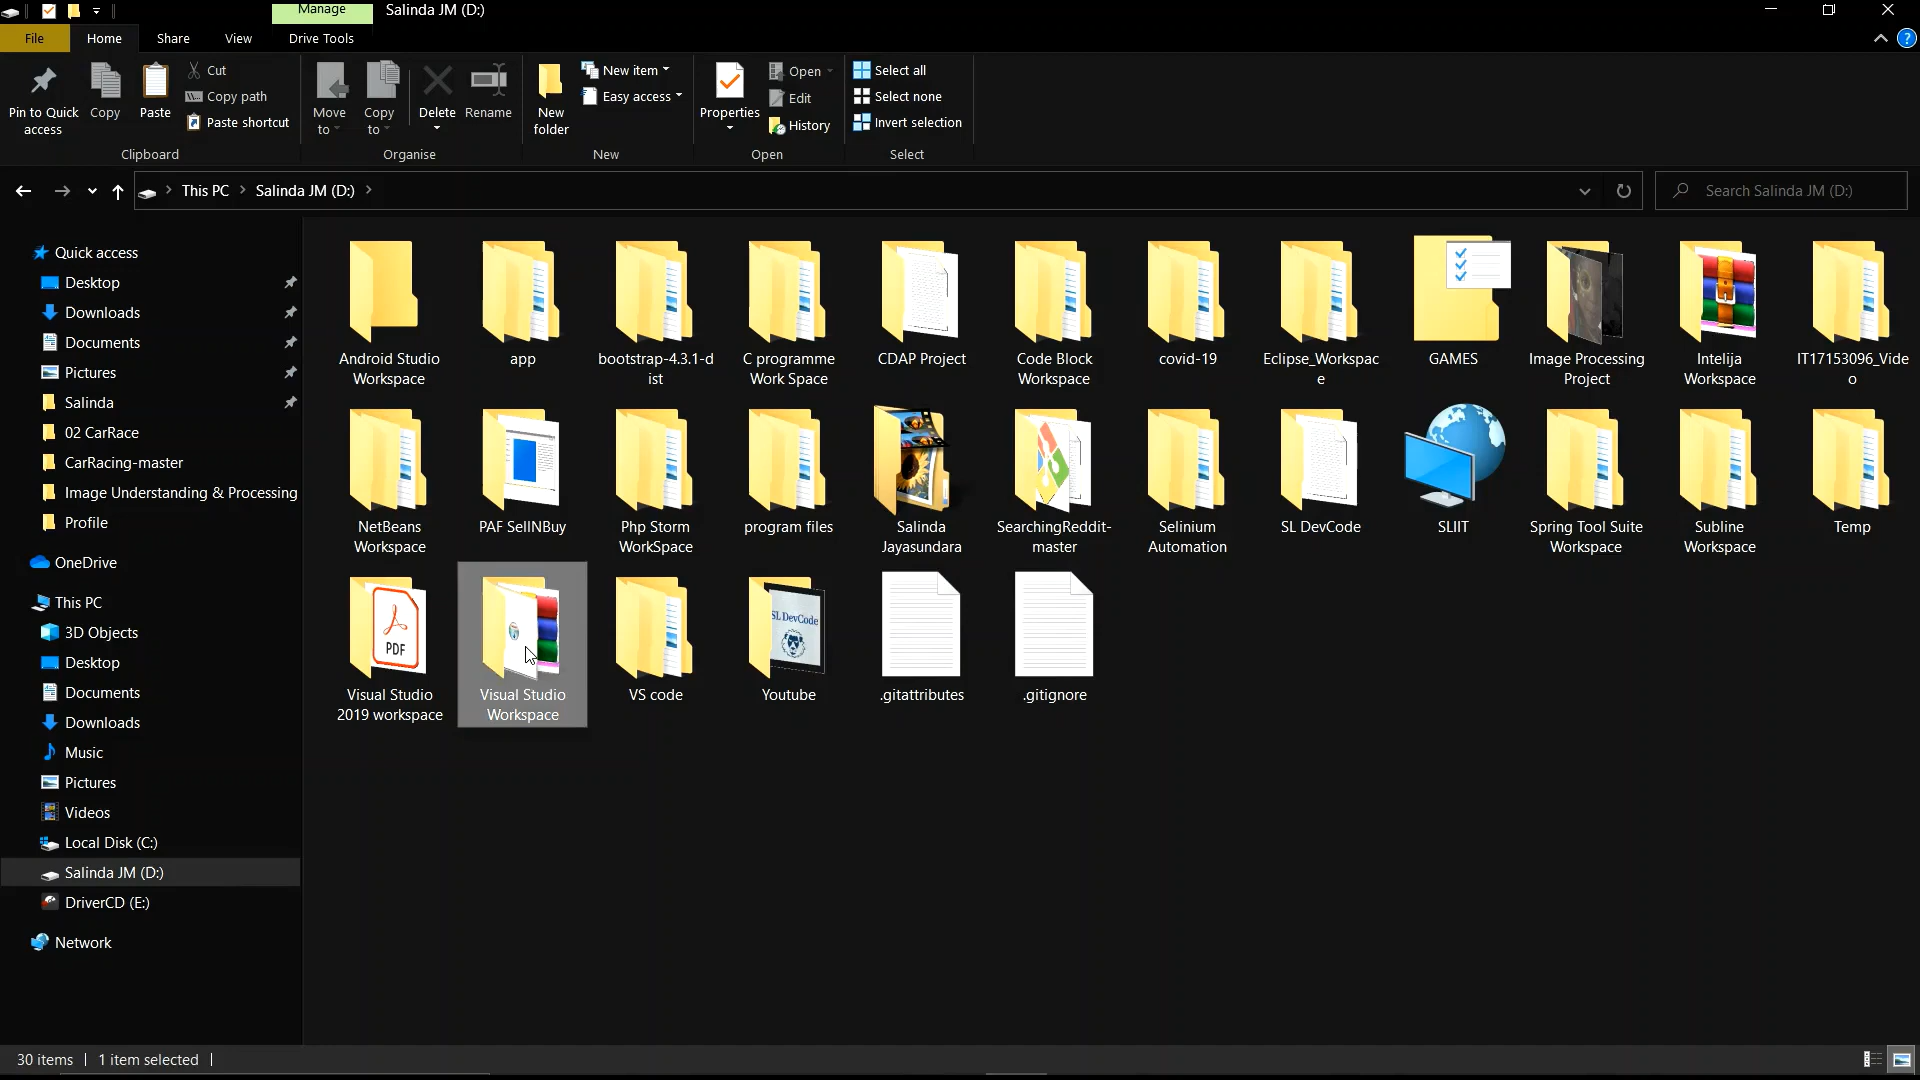 Manage
Salinda JM (D:)
File
Home
Share
View
Drive Tools
Pin to Quick
access
Copy
Paste
Cut
Copy path
Paste shortcut
Clipboard
Move
to
Copy
to
Delete
Rename
Organise
New
folder
New item
Easy access
New
Properties
Open
Edit
History
Open
Select all
Select none
Invert selection
Select
This PC
Salinda JM (D:)
Search Salinda JM (D:)
Quick access
Desktop
Downloads
Documents
Pictures
Salinda
02 CarRace
CarRacing-master
Image Understanding & Processing
Profile
OneDrive
This PC
3D Objects
Desktop
Documents
Downloads
Music
Pictures
Videos
Local Disk (C:)
Salinda JM (D:)
DriverCD (E:)
Network
Android Studio
Workspace
app
bootstrap-4.3.1-d
ist
C programme
Work Space
CDAP Project
Code Block
Workspace
covid-19
Eclipse_Workspac
e
GAMES
Image Processing
Project
Intelija
Workspace
IT17153096_Vide
o
NetBeans
Workspace
PAF SellNBuy
Php Storm
WorkSpace
program files
Salinda
Jayasundara
SearchingReddit-
master
Selinium
Automation
SL DevCode
SLIIT
Spring Tool Suite
Workspace
Subline
Workspace
Temp
PDF
Visual Studio
2019 workspace
Visual Studio
Workspace
VS code
SL DevCode
Youtube
.gitattributes
.gitignore
30 items
1 item selected